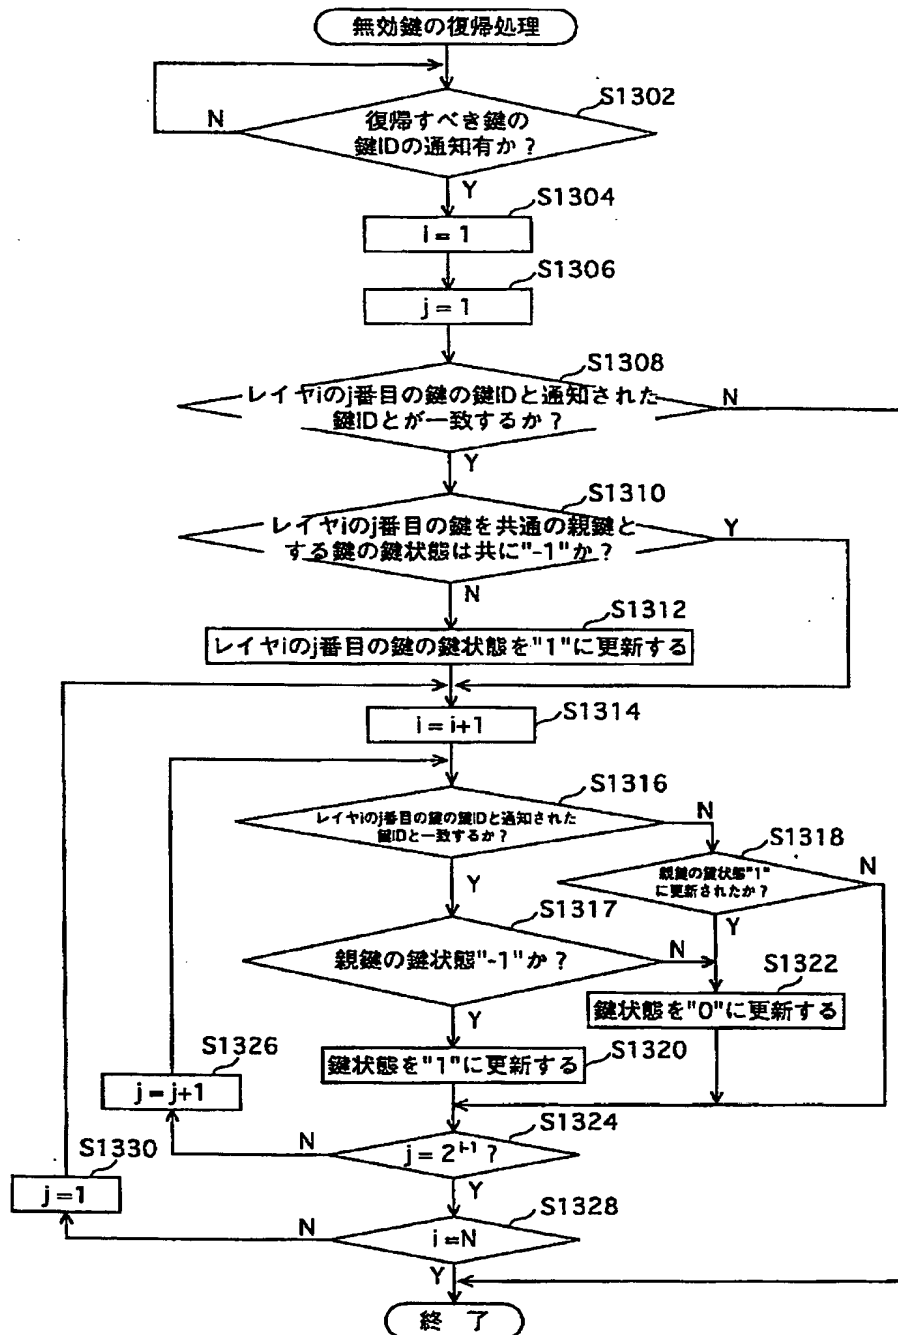 無効鍵の復帰処理
S1302
復帰すべき鍵の
鍵IDの通知有か？
N
Y
S1304
i = 1
S1306
j = 1
S1308
レイヤiのj番目の鍵の鍵IDと通知された
鍵IDとが一致するか？
N
Y
S1310
レイヤiのj番目の鍵を共通の親鍵と
する鍵の鍵状態は共に"-1"か？
Y
N
S1312
レイヤiのj番目の鍵の鍵状態を"1"に更新する
S1314
i = i+1
S1316
レイヤiのj番目の鍵の鍵IDと通知された
鍵IDと一致するか？
N
Y
S1318
親鍵の鍵状態"1"
に更新されたか？
N
Y
S1317
親鍵の鍵状態"-1"か？
N
Y
S1322
鍵状態を"0"に更新する
S1320
鍵状態を"1"に更新する
S1326
j = j+1
S1324
j = 2^{i-1} ?
N
Y
S1330
j=1
S1328
i=N
N
Y
終 了